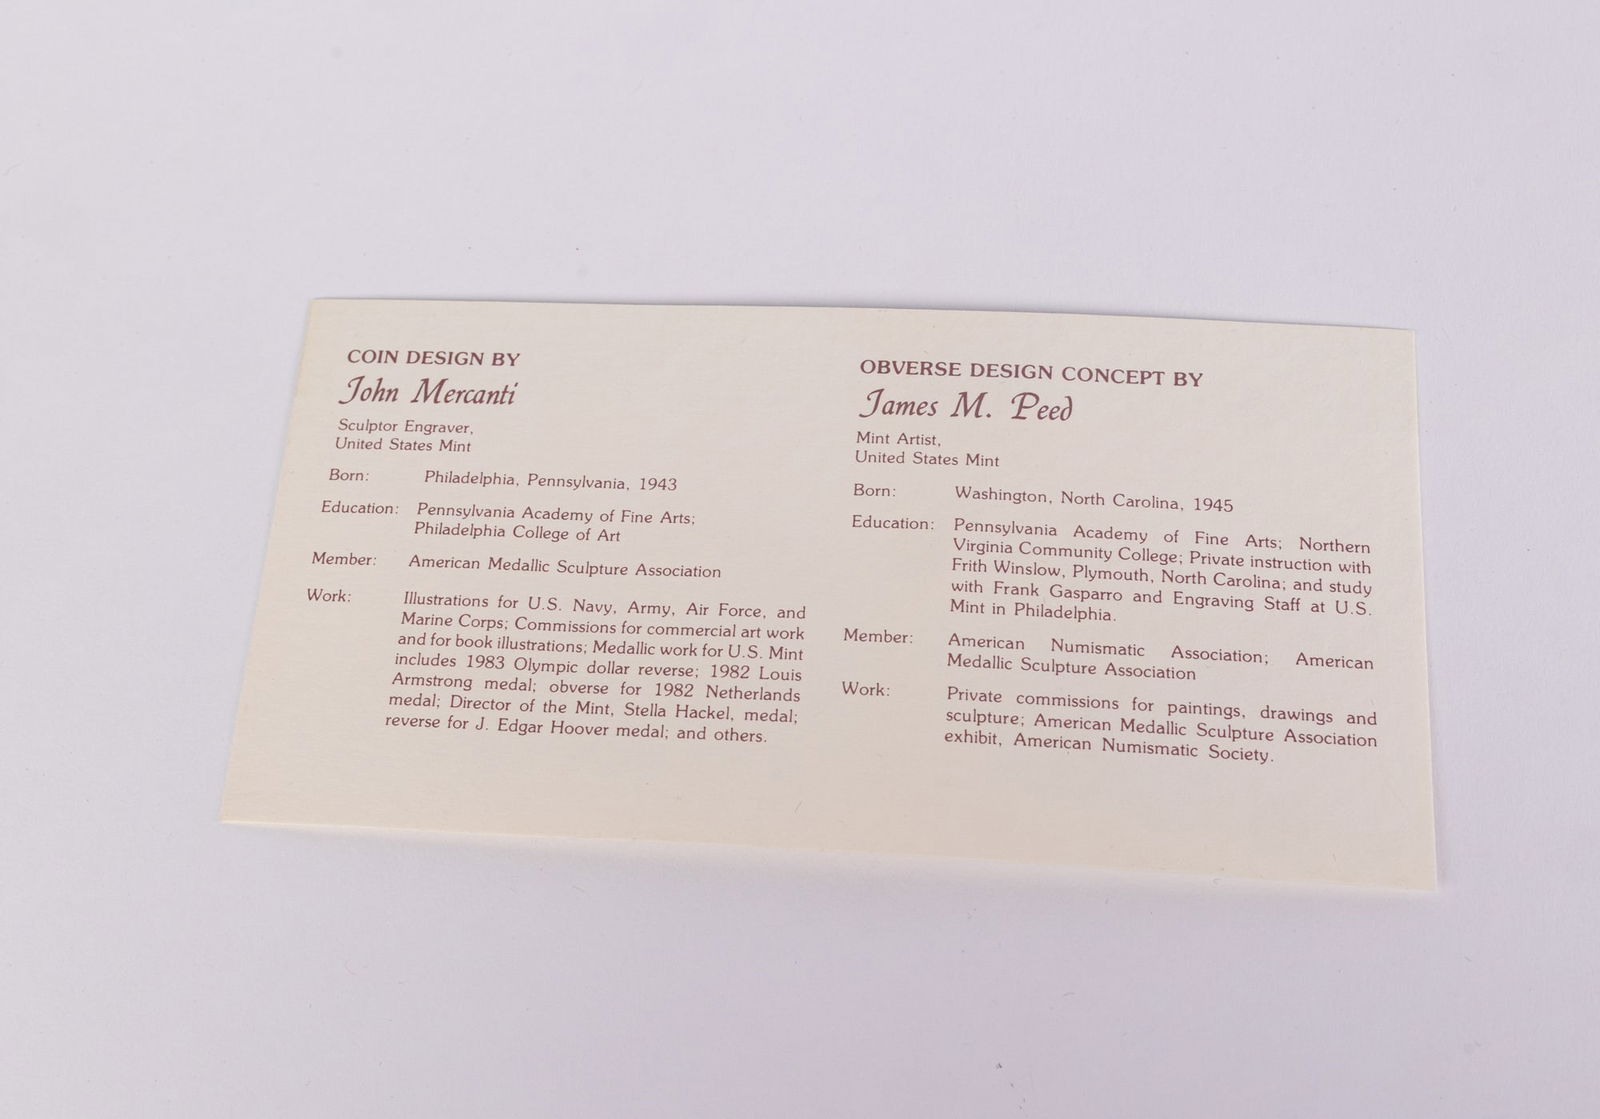 COIN DESIGN BY
John Mercanti
Sculptor Engraver,
United States Mint
Born: Philadelphia, Pennsylvania, 1943
Education: Pennsylvania Academy of Fine Arts;
Philadelphia College of Art
Member: American Medallic Sculpture Association
Work: Illustrations for U.S. Navy, Army, Air Force, and
Marine Corps; Commissions for commercial art work
and for book illustrations; Medallic work for U.S. Mint
includes 1983 Olympic dollar reverse; 1982 Louis
Armstrong medal; obverse for 1982 Netherlands
medal; Director of the Mint, Stella Hackel, medal;
reverse for J. Edgar Hoover medal; and others.
OBVERSE DESIGN CONCEPT BY
James M. Peed
Mint Artist,
United States Mint
Born: Washington, North Carolina, 1945
Education: Pennsylvania Academy of Fine Arts; Northern
Virginia Community College; Private instruction with
Frith Winslow, Plymouth, North Carolina; and study
with Frank Gasparro and Engraving Staff at U.S.
Mint in Philadelphia.
Member: American Numismatic Association; American
Medallic Sculpture Association
Work: Private commissions for paintings, drawings and
sculpture; American Medallic Sculpture Association
exhibit, American Numismatic Society.